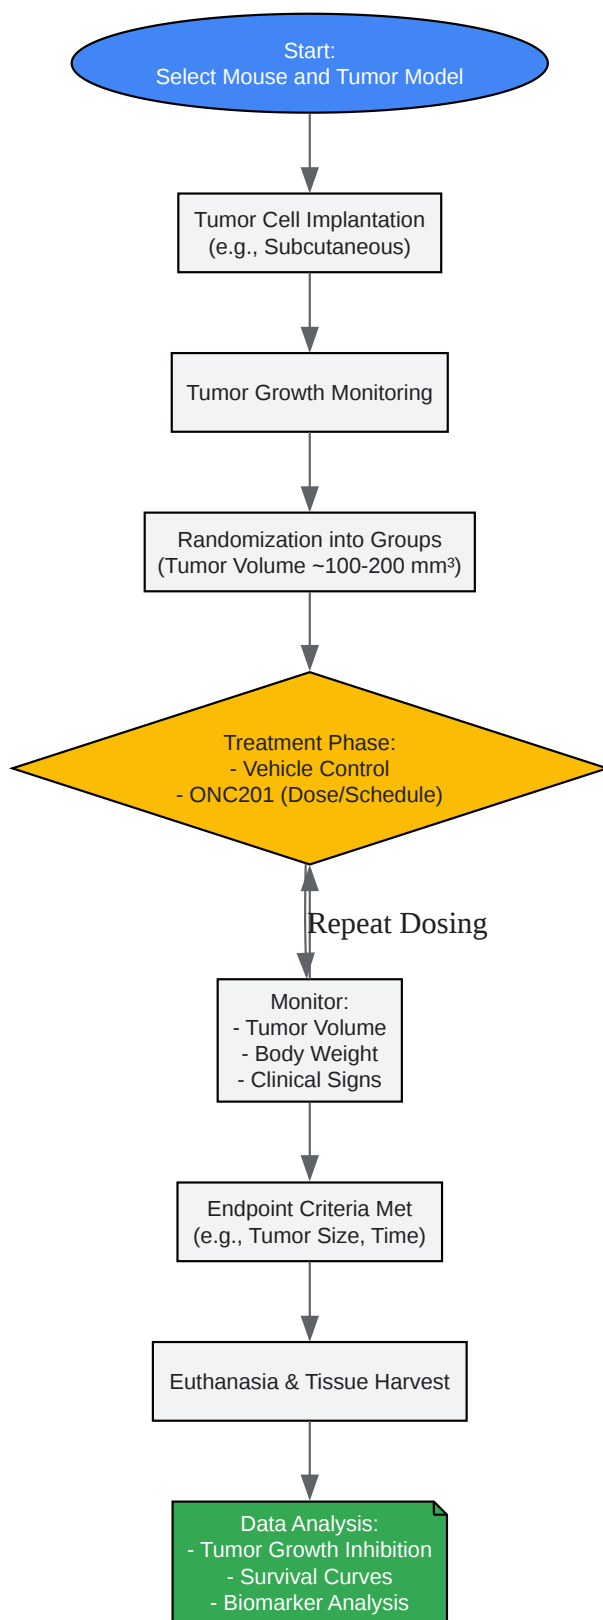 Start:
Select Mouse and Tumor Model
Tumor Cell Implantation
(e.g., Subcutaneous)
Tumor Growth Monitoring
Randomization into Groups
(Tumor Volume ~100-200 mm³)
Treatment Phase:
- Vehicle Control
- ONC201 (Dose/Schedule)
Repeat Dosing
Monitor:
- Tumor Volume
- Body Weight
- Clinical Signs
Endpoint Criteria Met
(e.g., Tumor Size, Time)
Euthanasia & Tissue Harvest
Data Analysis:
- Tumor Growth Inhibition
- Survival Curves
- Biomarker Analysis